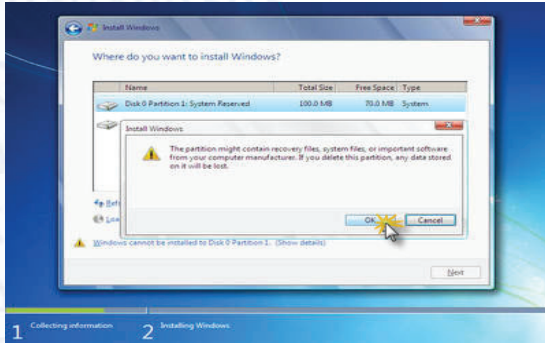 Install Windows
Where do you want to install Windows?
Name Total Size Free Space Type
Disk 0 Partition 1: System Reserved 100.0 MB 70.0 MB System
Install Windows
The partition might contain recovery files, system files, or important software
from your computer manufacturer. If you delete this partition, any data stored
on it will be lost.
OK Cancel
Windows cannot be installed to Disk 0 Partition 1. (Show details)
Next
1 Collecting information 2 Installing Windows